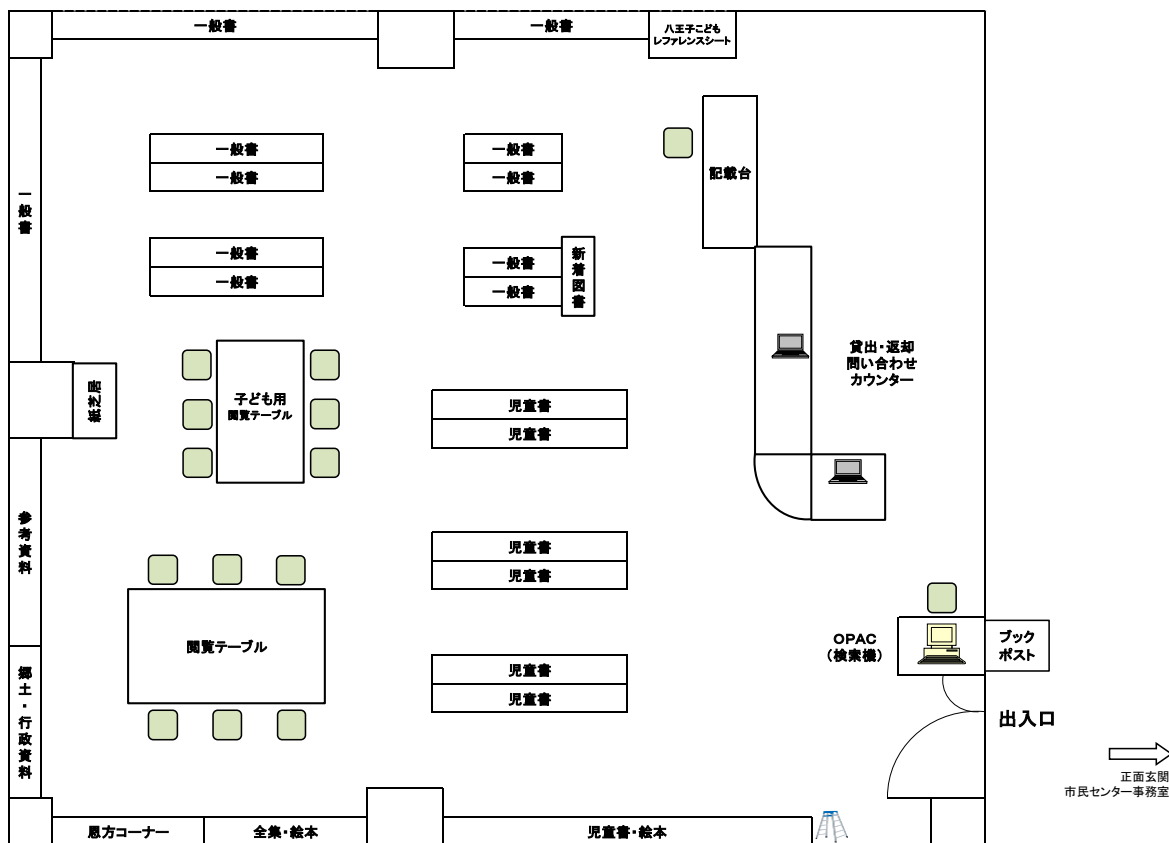 一般書
一般書
八王子こども
レファレンスシート
一般書
一般書
一般書
一般書
一般書
記載台
一般書
一般書
一般書
一般書
新着図書
貸出・返却
問い合わせ
カウンター
紙芝居
子ども用
閲覧テーブル
児童書
児童書
参考資料
児童書
児童書
閲覧テーブル
OPAC
（検索機）
ブック
ポスト
郷土・行政資料
児童書
児童書
出入口
正面玄関
市民センター事務室
恩方コーナー
全集・絵本
児童書・絵本